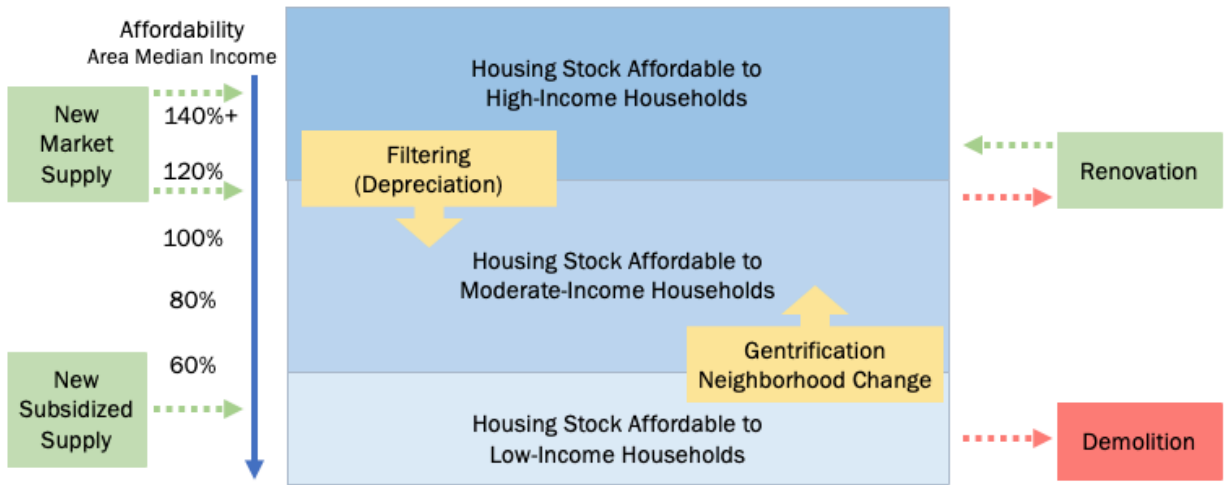 Affordability
Area Median Income
New
Market
Supply
140%+
120%
100%
80%
60%
New
Subsidized
Supply
Housing Stock Affordable to
High-Income Households
Filtering
(Depreciation)
Housing Stock Affordable to
Moderate-Income Households
Gentrification
Neighborhood Change
Housing Stock Affordable to
Low-Income Households
Renovation
Demolition